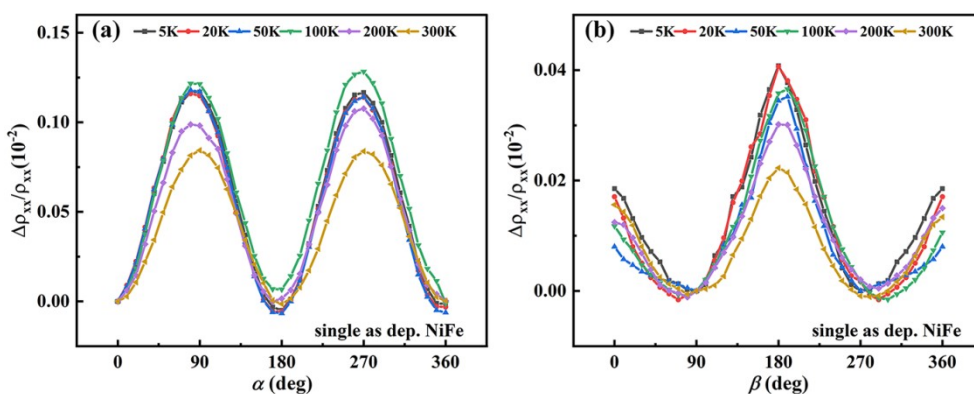 (a)
5K 20K 50K 100K 200K 300K
0.15
0.10
0.05
0.00
Δρxx/ρxx(10-2)
single as dep. NiFe
0 90 180 270 360
α (deg)
(b)
5K 20K 50K 100K 200K 300K
0.04
0.02
0.00
Δρxx/ρxx(10-2)
single as dep. NiFe
0 90 180 270 360
β (deg)